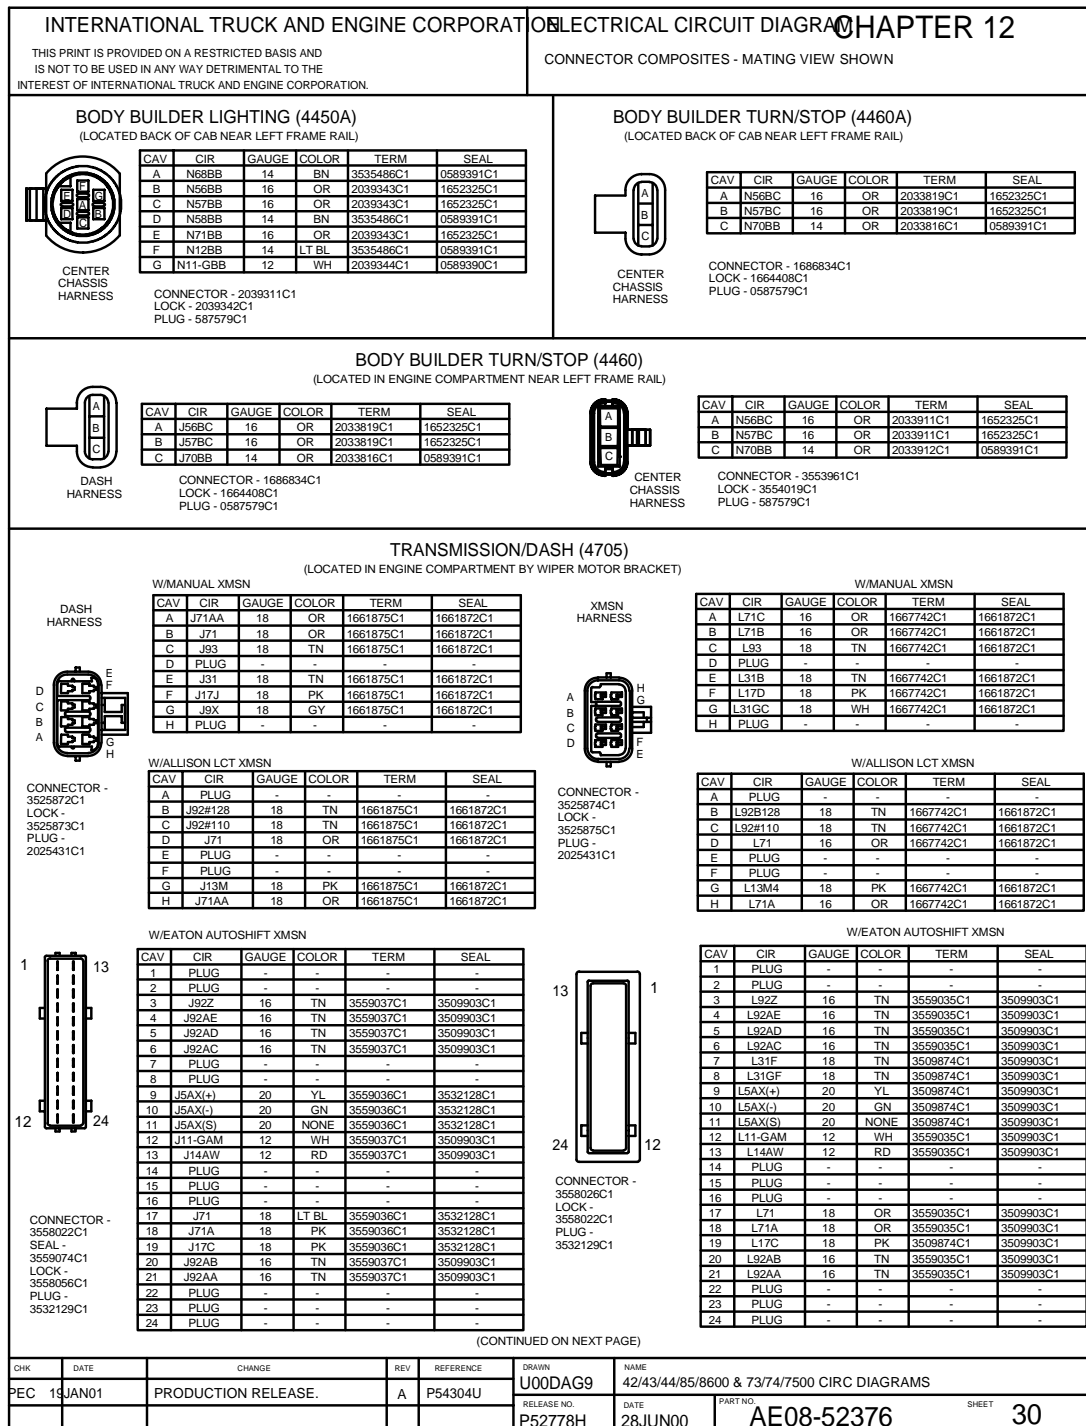 INTERNATIONAL TRUCK AND ENGINE CORPORATION
ELECTRICAL CIRCUIT DIAGRAM
CHAPTER 12
THIS PRINT IS PROVIDED ON A RESTRICTED BASIS AND
IS NOT TO BE USED IN ANY WAY DETRIMENTAL TO THE
INTEREST OF INTERNATIONAL TRUCK AND ENGINE CORPORATION.
CONNECTOR COMPOSITES - MATING VIEW SHOWN
BODY BUILDER LIGHTING (4450A)
(LOCATED BACK OF CAB NEAR LEFT FRAME RAIL)
CAV CIR GAUGE COLOR TERM SEAL
A N68BB 14 BN 3535486C1 0589391C1
B N56BB 16 OR 2039343C1 1652325C1
C N57BB 16 OR 2039343C1 1652325C1
D N58BB 14 BN 3535486C1 0589391C1
E N71BB 16 OR 2039343C1 1652325C1
F N12BB 14 LT BL 3535486C1 0589391C1
G N11-GBB 12 WH 2039344C1 0589390C1
F
E G
A
D B
C
CENTER
CHASSIS
HARNESS
CONNECTOR - 2039311C1
LOCK - 2039342C1
PLUG - 587579C1
BODY BUILDER TURN/STOP (4460A)
(LOCATED BACK OF CAB NEAR LEFT FRAME RAIL)
CAV CIR GAUGE COLOR TERM SEAL
A N56BC 16 OR 2033819C1 1652325C1
B N57BC 16 OR 2033819C1 1652325C1
C N70BB 14 OR 2033816C1 0589391C1
A
B
C
CENTER
CHASSIS
HARNESS
CONNECTOR - 1686834C1
LOCK - 1664408C1
PLUG - 0587579C1
BODY BUILDER TURN/STOP (4460)
(LOCATED IN ENGINE COMPARTMENT NEAR LEFT FRAME RAIL)
A
B
C
DASH
HARNESS
CAV CIR GAUGE COLOR TERM SEAL
A J56BC 16 OR 2033819C1 1652325C1
B J57BC 16 OR 2033819C1 1652325C1
C J70BB 14 OR 2033816C1 0589391C1
CONNECTOR - 1686834C1
LOCK - 1664408C1
PLUG - 0587579C1
A
B
C
CENTER
CHASSIS
HARNESS
CAV CIR GAUGE COLOR TERM SEAL
A N56BC 16 OR 2033911C1 1652325C1
B N57BC 16 OR 2033911C1 1652325C1
C N70BB 14 OR 2033912C1 0589391C1
CONNECTOR - 3553961C1
LOCK - 3554019C1
PLUG - 587579C1
TRANSMISSION/DASH (4705)
(LOCATED IN ENGINE COMPARTMENT BY WIPER MOTOR BRACKET)
DASH
HARNESS
W/MANUAL XMSN
CAV CIR GAUGE COLOR TERM SEAL
A J71AA 18 OR 1661875C1 1661872C1
B J71 18 OR 1661875C1 1661872C1
C J93 18 TN 1661875C1 1661872C1
D PLUG - - - -
E J31 18 TN 1661875C1 1661872C1
F J17J 18 PK 1661875C1 1661872C1
G J9X 18 GY 1661875C1 1661872C1
H PLUG - - - -
D
C
B
A
E
F
G
H
CONNECTOR -
3525872C1
LOCK -
3525873C1
PLUG -
2025431C1
W/ALLISON LCT XMSN
CAV CIR GAUGE COLOR TERM SEAL
A PLUG - - - -
B J92#128 18 TN 1661875C1 1661872C1
C J92#110 18 TN 1661875C1 1661872C1
D J71 18 OR 1661875C1 1661872C1
E PLUG - - - -
F PLUG - - - -
G J13M 18 PK 1661875C1 1661872C1
H J71AA 18 OR 1661875C1 1661872C1
XMSN
HARNESS
W/MANUAL XMSN
CAV CIR GAUGE COLOR TERM SEAL
A L71C 16 OR 1667742C1 1661872C1
B L71B 16 OR 1667742C1 1661872C1
C L93 18 TN 1667742C1 1661872C1
D PLUG - - - -
E L31B 18 TN 1667742C1 1661872C1
F L17D 18 PK 1667742C1 1661872C1
G L31GC 18 WH 1667742C1 1661872C1
H PLUG - - - -
A
B
C
D
H
G
F
E
CONNECTOR -
3525874C1
LOCK -
3525875C1
PLUG -
2025431C1
W/ALLISON LCT XMSN
CAV CIR GAUGE COLOR TERM SEAL
A PLUG - - - -
B L92B128 18 TN 1667742C1 1661872C1
C L92#110 18 TN 1667742C1 1661872C1
D L71 16 OR 1667742C1 1661872C1
E PLUG - - - -
F PLUG - - - -
G L13M4 18 PK 1667742C1 1661872C1
H L71A 16 OR 1667742C1 1661872C1
W/EATON AUTOSHIFT XMSN
CAV CIR GAUGE COLOR TERM SEAL
1 PLUG - - - -
2 PLUG - - - -
3 J92Z 16 TN 3559037C1 3509903C1
4 J92AE 16 TN 3559037C1 3509903C1
5 J92AD 16 TN 3559037C1 3509903C1
6 J92AC 16 TN 3559037C1 3509903C1
7 PLUG - - - -
8 PLUG - - - -
9 J5AX(+) 20 YL 3559036C1 3532128C1
10 J5AX(-) 20 GN 3559036C1 3532128C1
11 J5AX(S) 20 NONE 3559036C1 3532128C1
12 J11-GAM 12 WH 3559037C1 3509903C1
13 J14AW 12 RD 3559037C1 3509903C1
14 PLUG - - - -
15 PLUG - - - -
16 PLUG - - - -
17 J71 18 LT BL 3559036C1 3532128C1
18 J71A 18 PK 3559036C1 3532128C1
19 J17C 18 PK 3559036C1 3532128C1
20 J92AB 16 TN 3559037C1 3509903C1
21 J92AA 16 TN 3559037C1 3509903C1
22 PLUG - - - -
23 PLUG - - - -
24 PLUG - - - -
1 13
12 24
CONNECTOR -
3558022C1
SEAL -
3559074C1
LOCK -
3558056C1
PLUG -
3532129C1
W/EATON AUTOSHIFT XMSN
CAV CIR GAUGE COLOR TERM SEAL
1 PLUG - - - -
2 PLUG - - - -
3 L92Z 16 TN 3559035C1 3509903C1
4 L92AE 16 TN 3559035C1 3509903C1
5 L92AD 16 TN 3559035C1 3509903C1
6 L92AC 16 TN 3559035C1 3509903C1
7 L31F 18 TN 3509874C1 3509903C1
8 L31GF 18 TN 3509874C1 3509903C1
9 L5AX(+) 20 YL 3509874C1 3509903C1
10 L5AX(-) 20 GN 3509874C1 3509903C1
11 L5AX(S) 20 NONE 3509874C1 3509903C1
12 L11-GAM 12 WH 3559035C1 3509903C1
13 L14AW 12 RD 3559035C1 3509903C1
14 PLUG - - - -
15 PLUG - - - -
16 PLUG - - - -
17 L71 18 OR 3559035C1 3509903C1
18 L71A 18 OR 3559035C1 3509903C1
19 L17C 18 PK 3509874C1 3509903C1
20 L92AB 16 TN 3559035C1 3509903C1
21 L92AA 16 TN 3559035C1 3509903C1
22 PLUG - - - -
23 PLUG - - - -
24 PLUG - - - -
13 1
24 12
CONNECTOR -
3558026C1
LOCK -
3558022C1
PLUG -
3532129C1
(CONTINUED ON NEXT PAGE)
CHK DATE CHANGE REV REFERENCE
PEC 19JAN01 PRODUCTION RELEASE. A P54304U
DRAWN
U00DAG9
NAME
42/43/44/85/8600 & 73/74/7500 CIRC DIAGRAMS
RELEASE NO.
P52778H
DATE
28JUN00
PART NO.
AE08-52376
SHEET
30